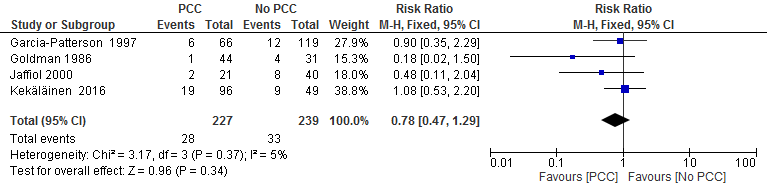 PCC No PCC Risk Ratio Risk Ratio
Study or Subgroup Events Total Events Total Weight M-H, Fixed, 95% CI M-H, Fixed, 95% CI
Garcia-Patterson 1997 6 66 12 119 27.9% 0.90 [0.35, 2.29]
Goldman 1986 1 44 4 31 15.3% 0.18 [0.02, 1.50]
Jaffiol 2000 2 21 8 40 18.0% 0.48 [0.11, 2.04]
Kekäläinen 2016 19 96 9 49 38.8% 1.08 [0.53, 2.20]
Total (95% CI) 227 239 100.0% 0.78 [0.47, 1.29]
Total events 28 33
Heterogeneity: Chi² = 3.17, df = 3 (P = 0.37); I² = 5%
Test for overall effect: Z = 0.96 (P = 0.34)
0.01 0.1 1 10 100
Favours [PCC] Favours [No PCC]